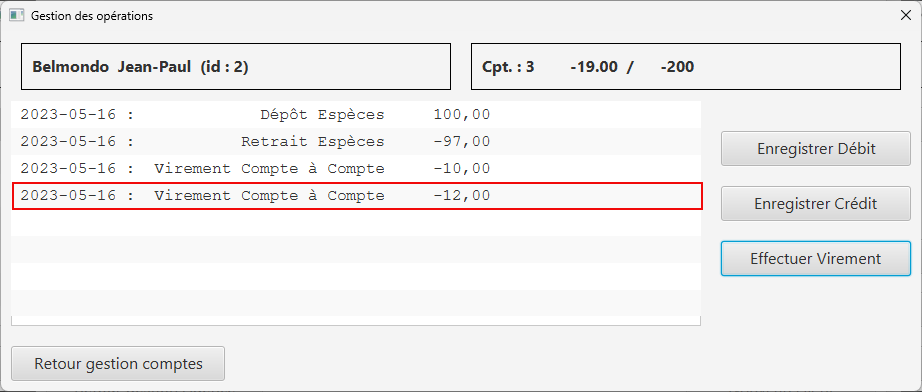 Gestion des opérations
Belmondo Jean-Paul (id : 2)
Cpt. : 3 -19.00 / -200
2023-05-16 : Dépôt Espèces 100,00
2023-05-16 : Retrait Espèces -97,00
2023-05-16 : Virement Compte à Compte -10,00
2023-05-16 : Virement Compte à Compte -12,00
Enregistrer Débit
Enregistrer Crédit
Effectuer Virement
Retour gestion comptes